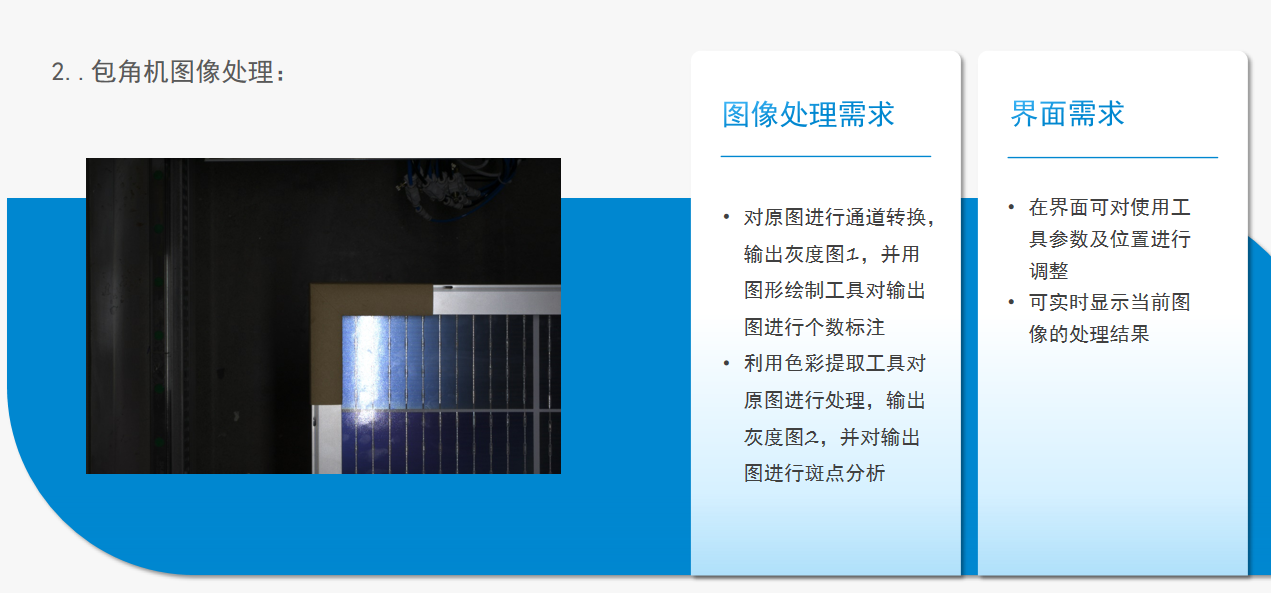 2. . 包角机图像处理：
图像处理需求
• 对原图进行通道转换，
输出灰度图1，并用
图形绘制工具对输出
图进行个数标注
• 利用色彩提取工具对
原图进行处理，输出
灰度图2，并对输出
图进行斑点分析
界面需求
• 在界面可对使用工
具参数及位置进行
调整
• 可实时显示当前图
像的处理结果